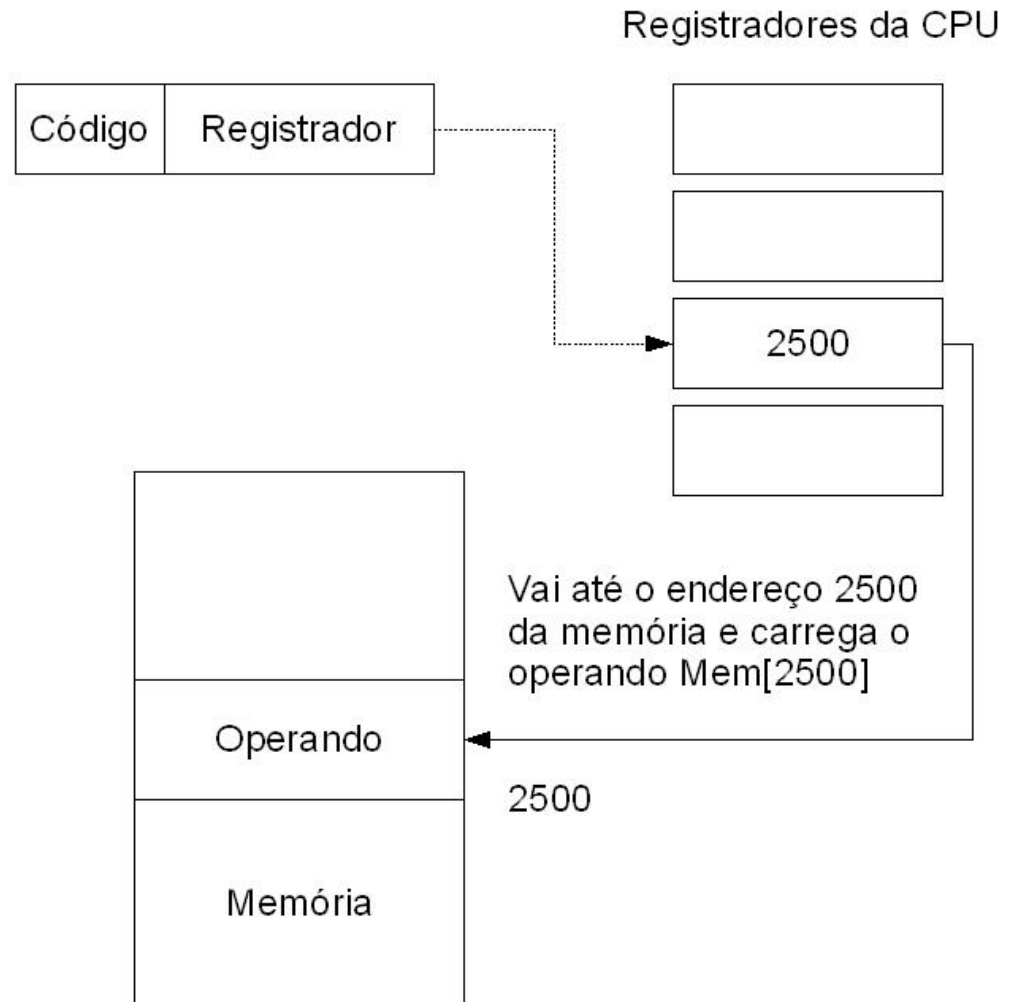 Registradores da CPU
Código
Registrador
2500
Vai até o endereço 2500
da memória e carrega o
operando Mem[2500]
Operando
2500
Memória